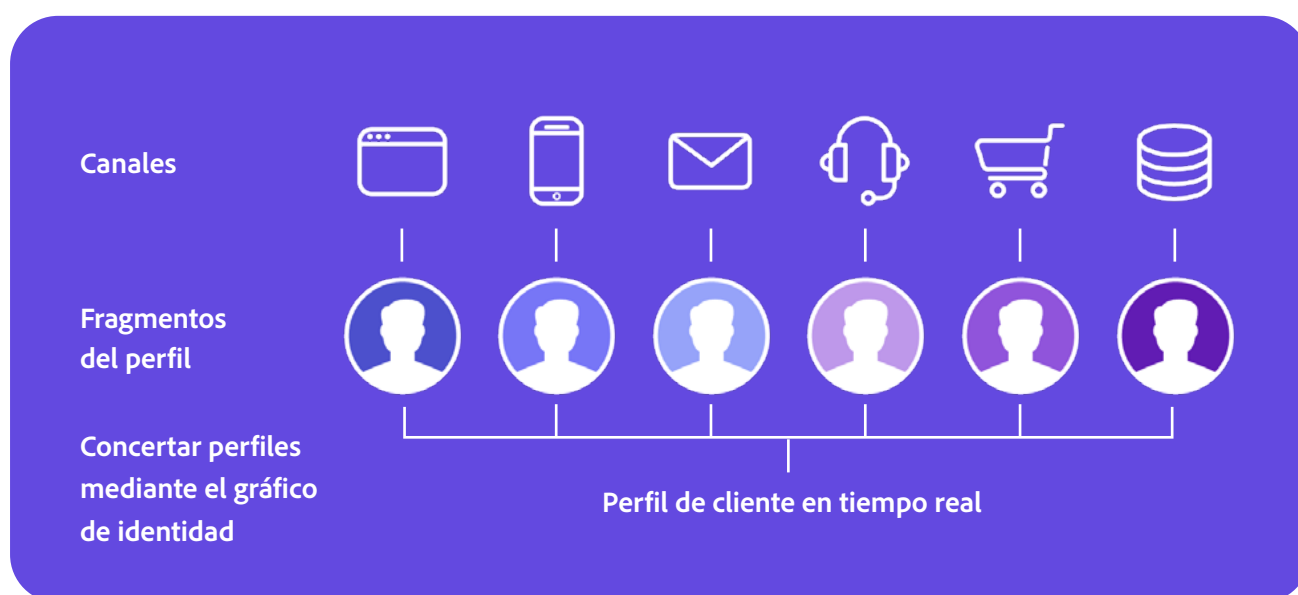 Canales
Fragmentos
del perfil
Concertar perfiles
mediante el gráfico
de identidad
Perfil de cliente en tiempo real